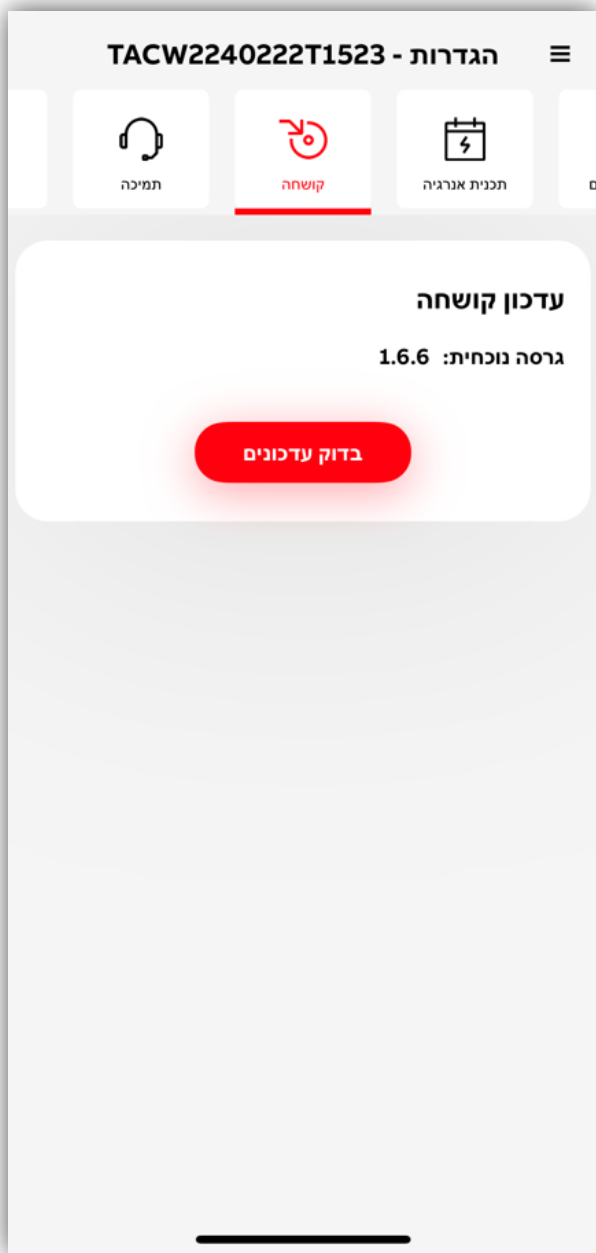 הגדרות - TACW2240222T1523
תכנית אנרגיה
קושחה
תמיכה
עדכון קושחה
גרסה נוכחית: 1.6.6
בדוק עדכונים